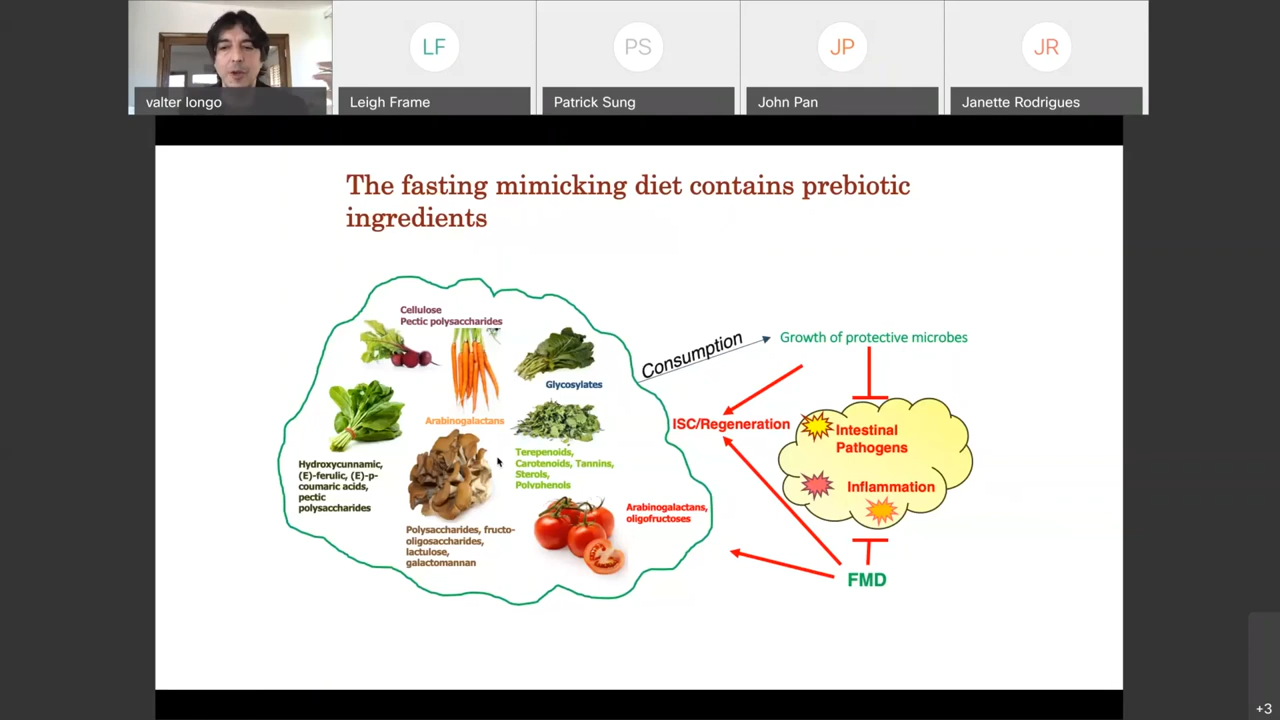 LF
PS
JP
JR
valter longo
Leigh Frame
Patrick Sung
John Pan
Janette Rodrigues
The fasting mimicking diet contains prebiotic
ingredients
Cellulose
Pectic polysaccharides
Glycosylates
Arabinogalactans
Hydroxycunnamic,
(E)-ferulic, (E)-p-
coumaric acids,
pectic
polysaccharides
Terepenoids,
Carotenoids, Tannins,
Sterols,
Polyphenols
Polysaccharides, fructo-
oligosaccharides,
lactulose,
galactomannan
Arabinogalactans,
oligofructoses
Consumption
Growth of protective microbes
ISC/Regeneration
Intestinal
Pathogens
Inflammation
FMD
+3